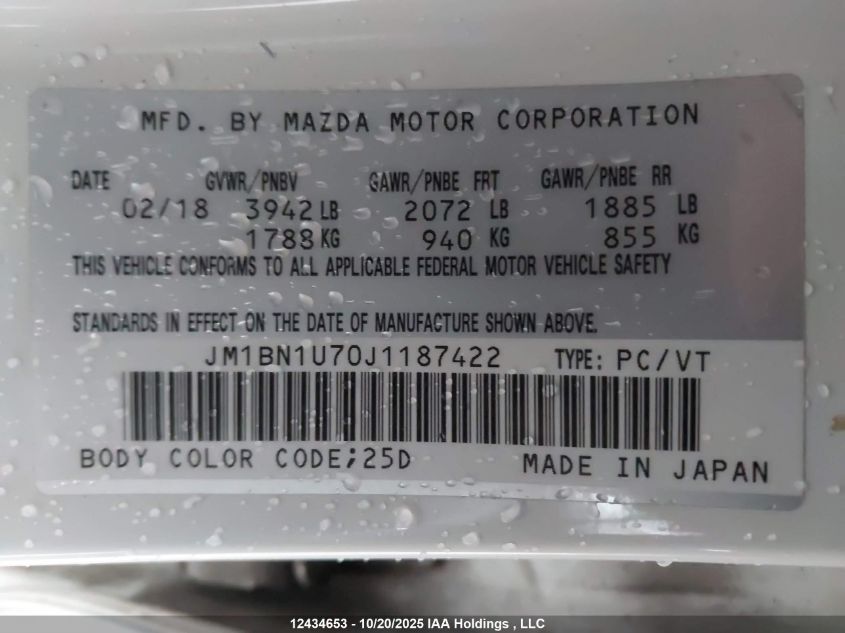 MFD. BY MAZDA MOTOR CORPORATION
DATE GVWR/PNBV GAWR/PNBE FRT GAWR/PNBE RR
02/18 3942 LB 2072 LB 1885 LB
1788 KG 940 KG 855 KG
THIS VEHICLE CONFORMS TO ALL APPLICABLE FEDERAL MOTOR VEHICLE SAFETY
STANDARDS IN EFFECT ON THE DATE OF MANUFACTURE SHOWN ABOVE.
JM1BN1U70J1187422 TYPE: PC/VT
BODY COLOR CODE;25D MADE IN JAPAN
12434653 - 10/20/2025 IAA Holdings , LLC